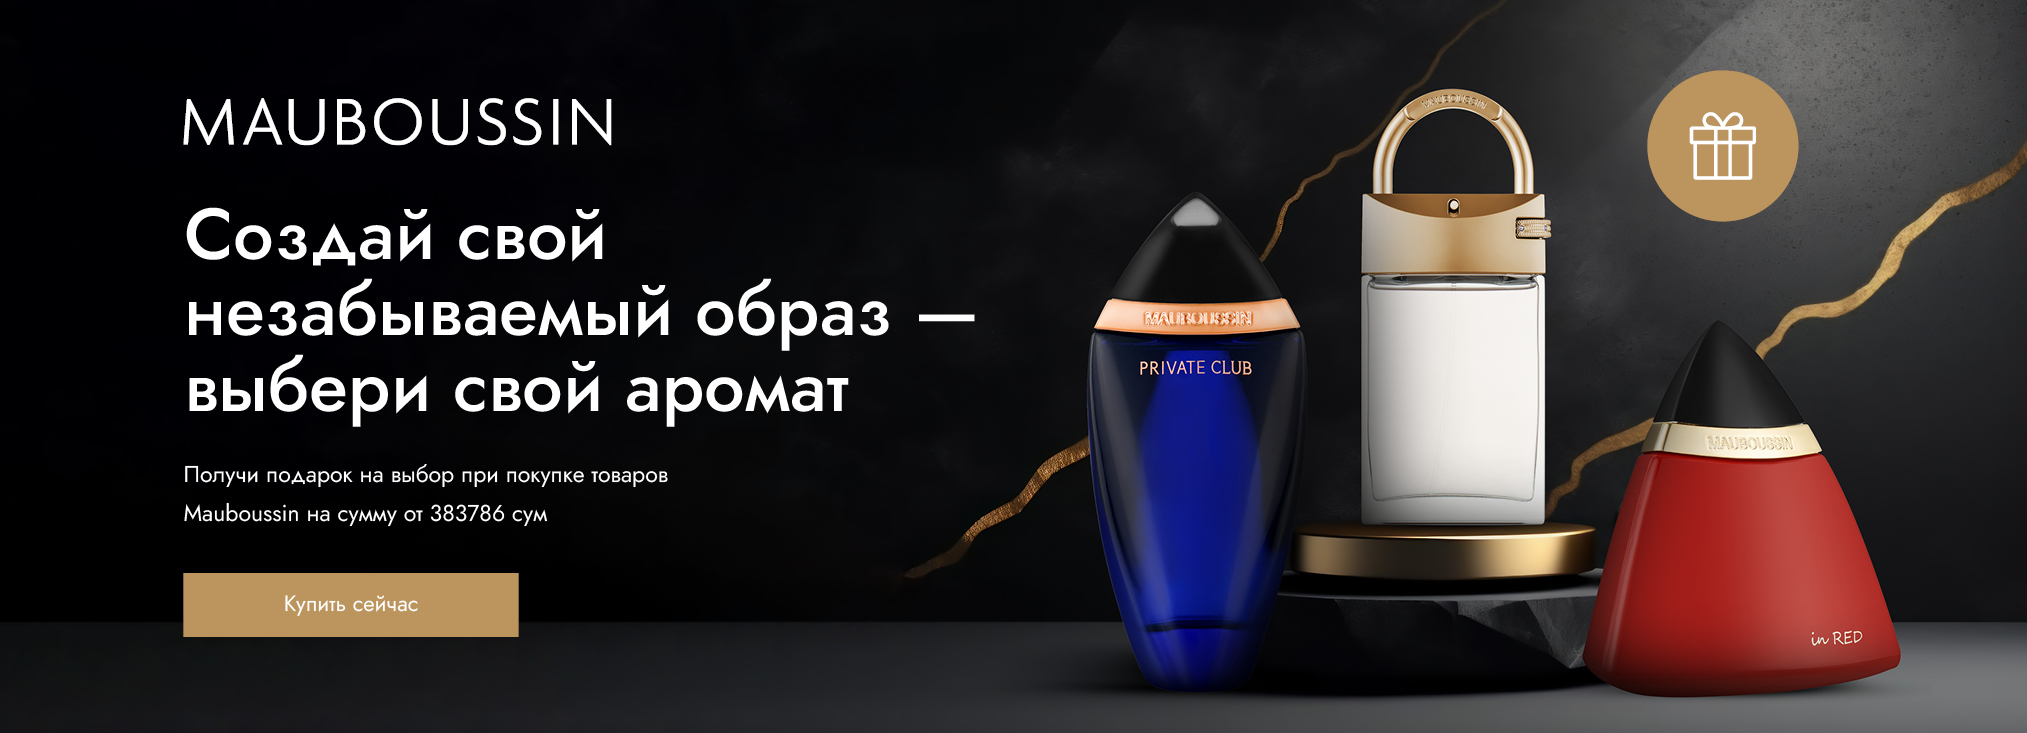 MAUBOUSSIN
Создай свой
незабываемый образ —
выбери свой аромат
Получи подарок на выбор при покупке товаров
Mauboussin на сумму от 383786 сум
Купить сейчас
MAUBOUSSIN
MAUBOUSSIN
PRIVATE CLUB
MAUBOUSSIN
in RED